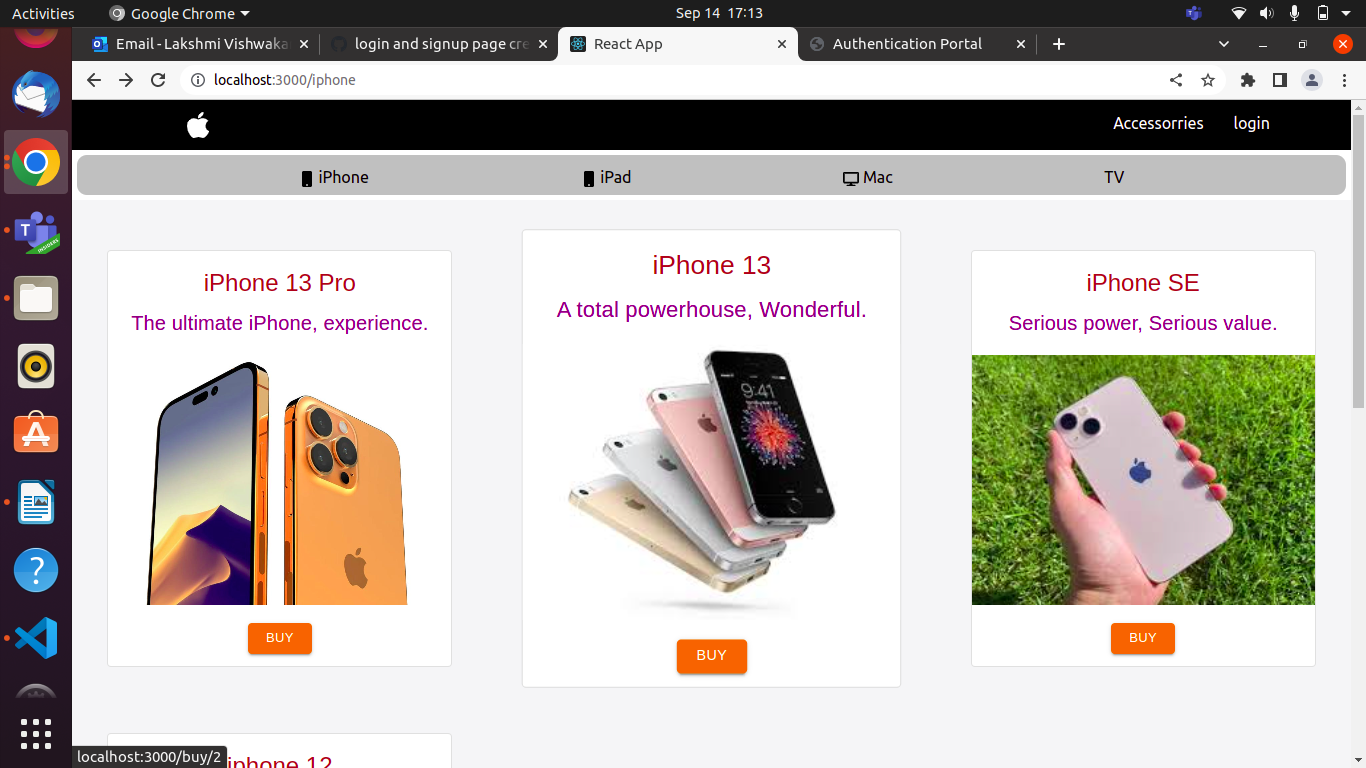 Activities
Google Chrome
Sep 14 17:13
Email - Lakshmi Vishwaka
login and signup page cre
React App
Authentication Portal
localhost:3000/iphone
Accessorries
login
iPhone
iPad
Mac
TV
iPhone 13 Pro
The ultimate iPhone, experience.
BUY
iPhone 13
A total powerhouse, Wonderful.
9:41
BUY
iPhone SE
Serious power, Serious value.
BUY
iphone 12
localhost:3000/buy/2